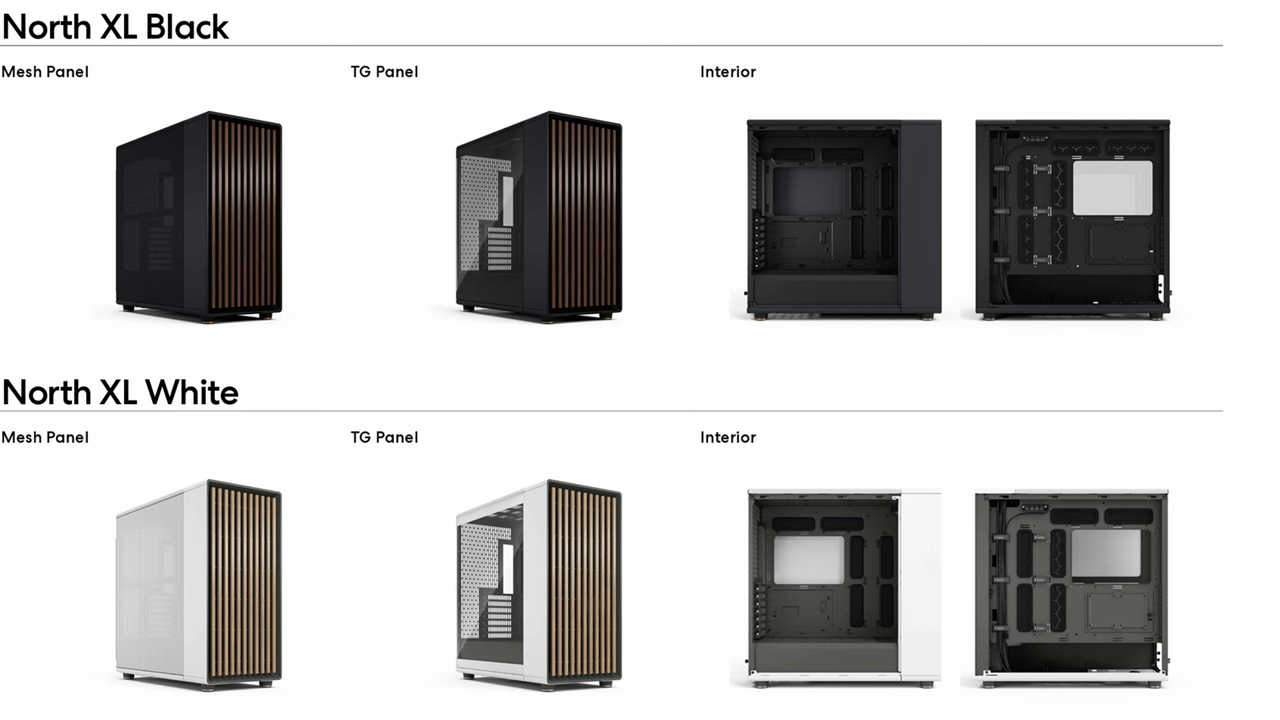 North XL Black
Mesh Panel
TG Panel
Interior
North XL White
Mesh Panel
TG Panel
Interior